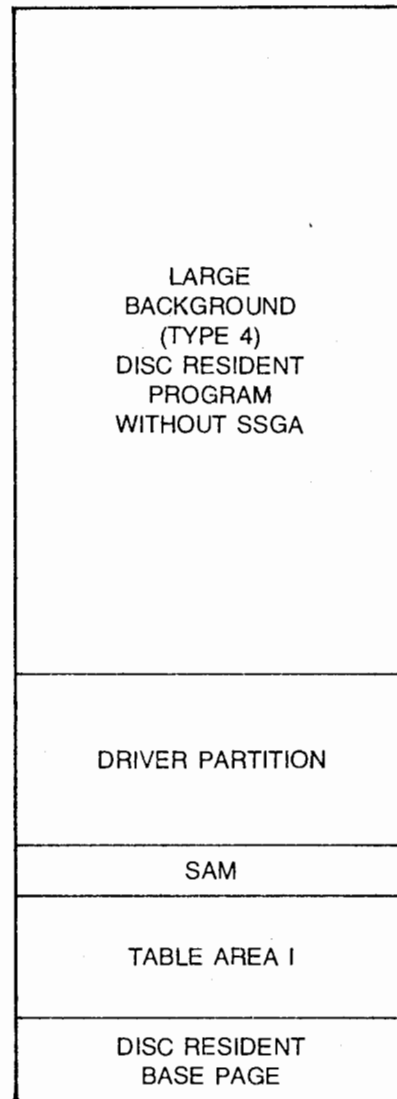 LARGE
BACKGROUND
(TYPE 4)
DISC RESIDENT
PROGRAM
WITHOUT SSGA
DRIVER PARTITION
SAM
TABLE AREA I
DISC RESIDENT
BASE PAGE